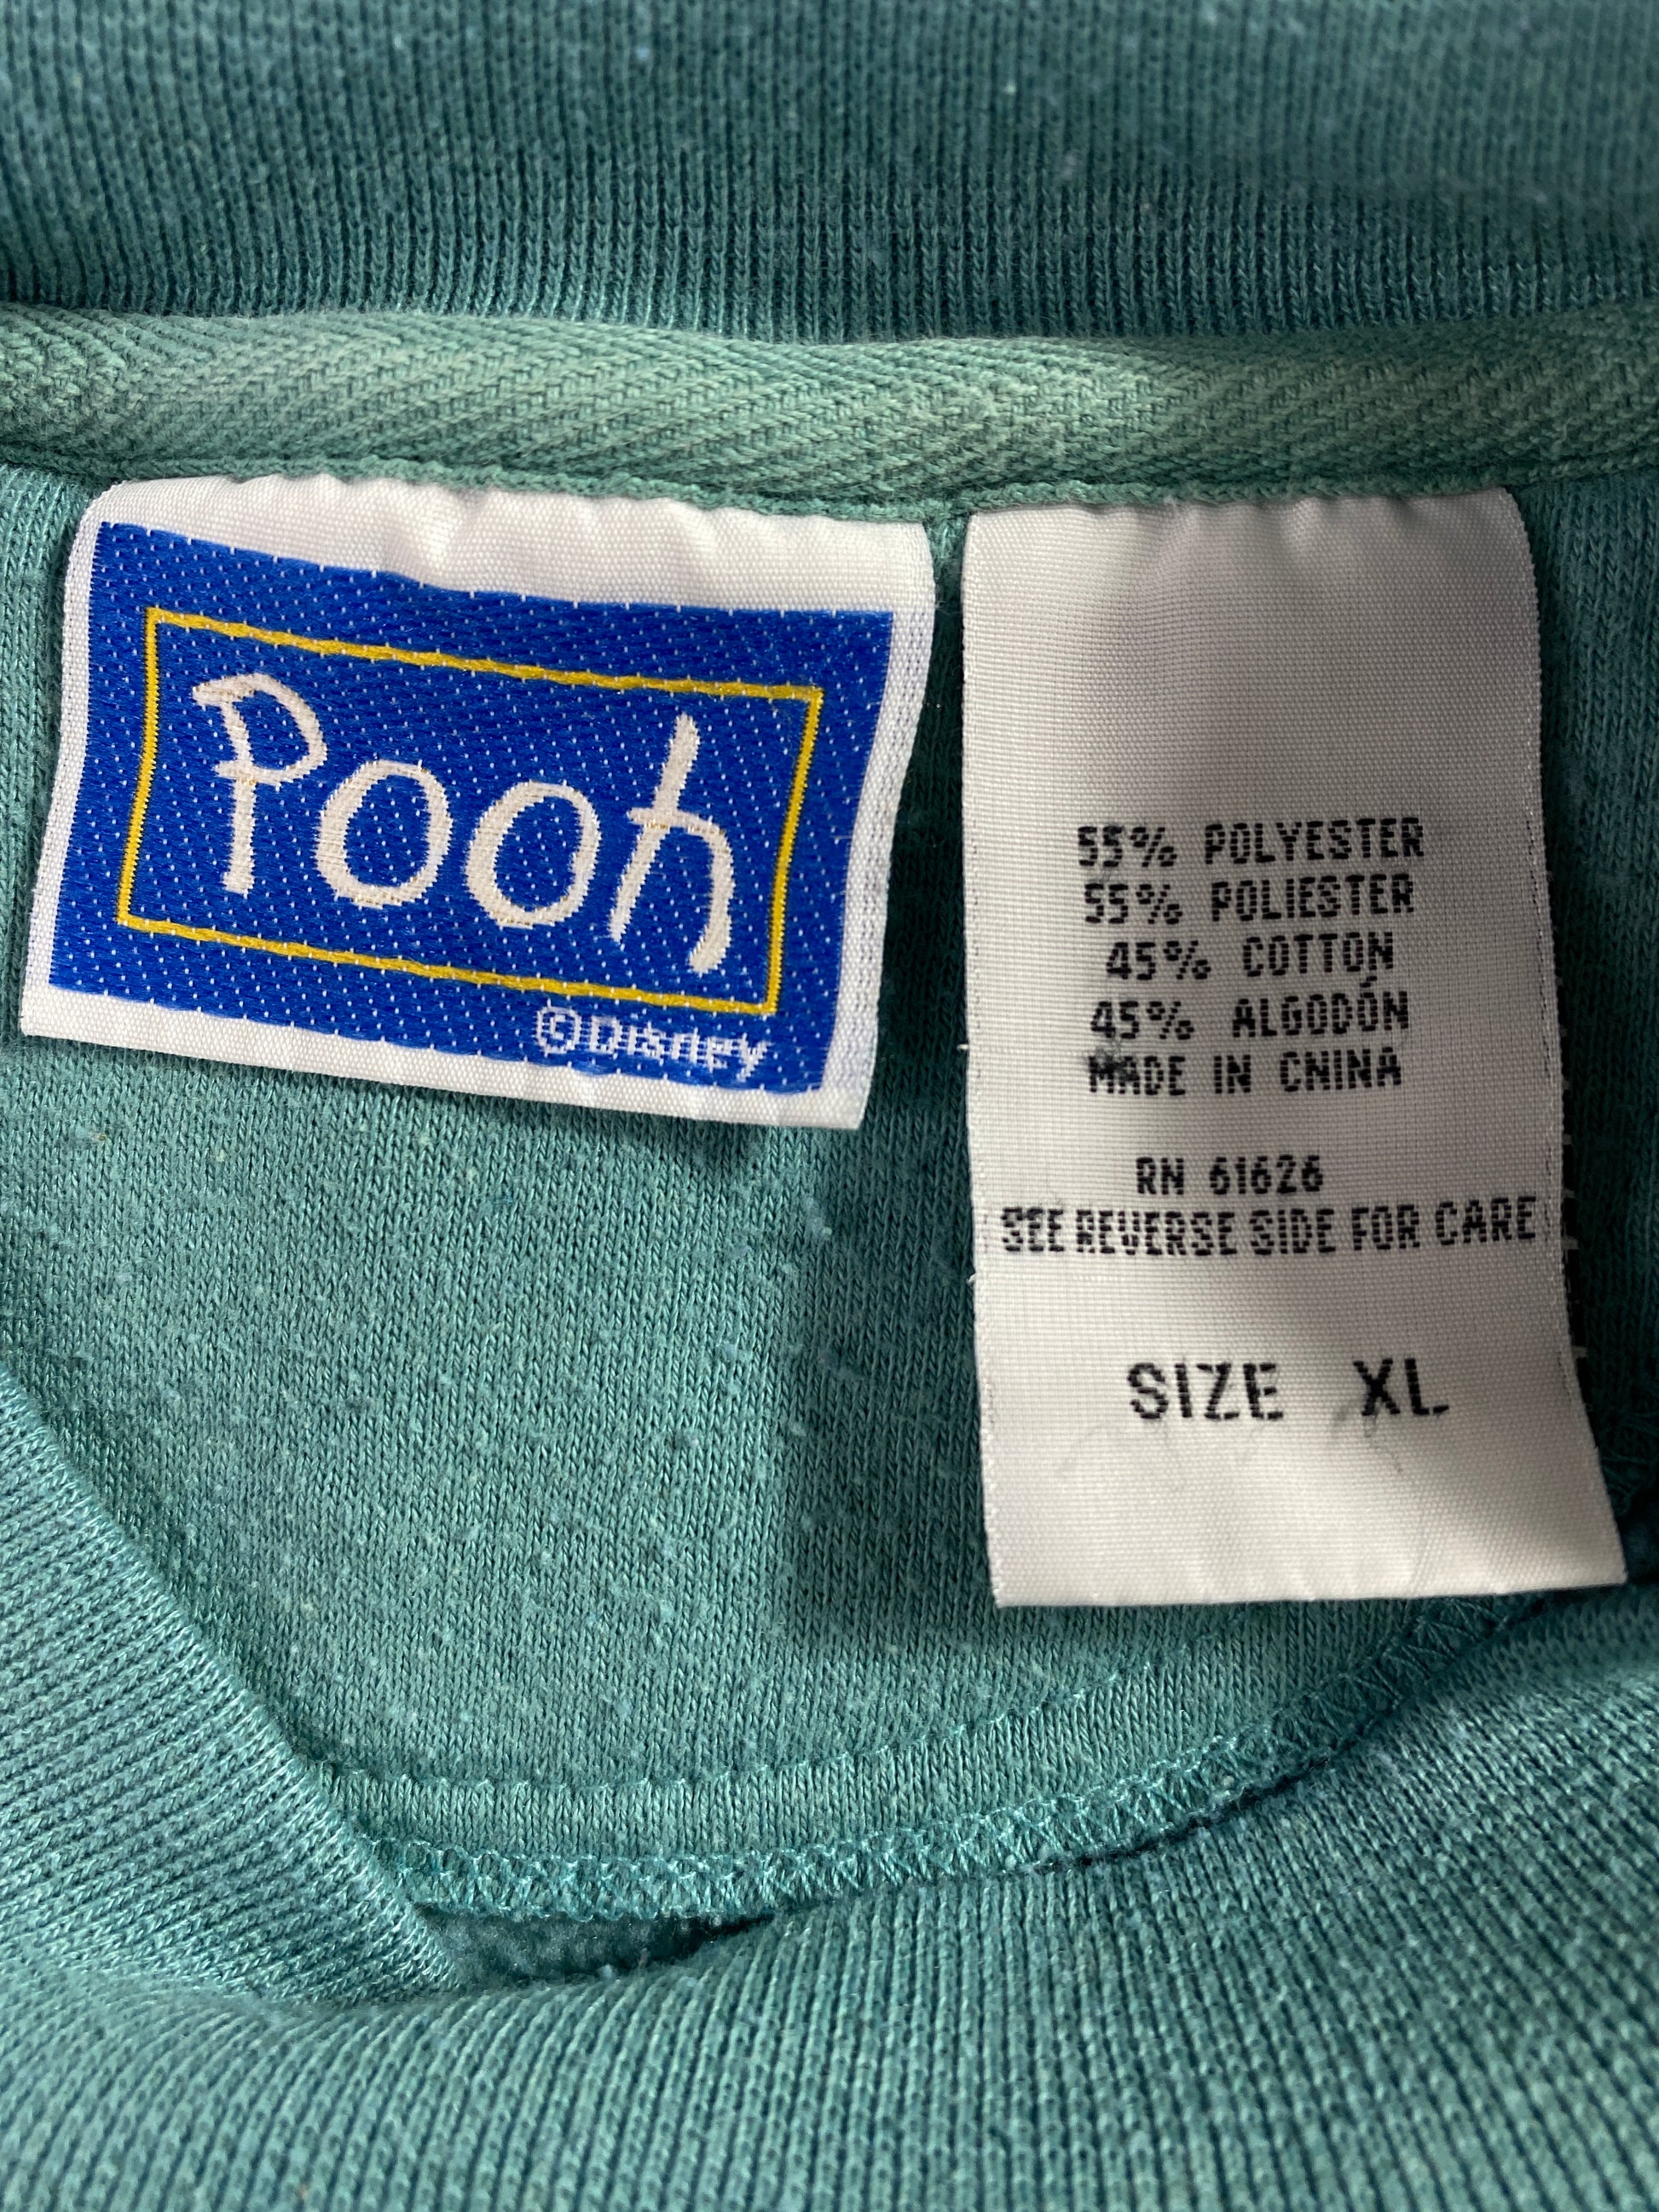 Pooh
©Disney
55% POLYESTER
55% POLIESTER
45% COTTON
45% ALGODÓN
MADE IN CNINA
RN 61626
SEE REVERSE SIDE FOR CARE
SIZE XL